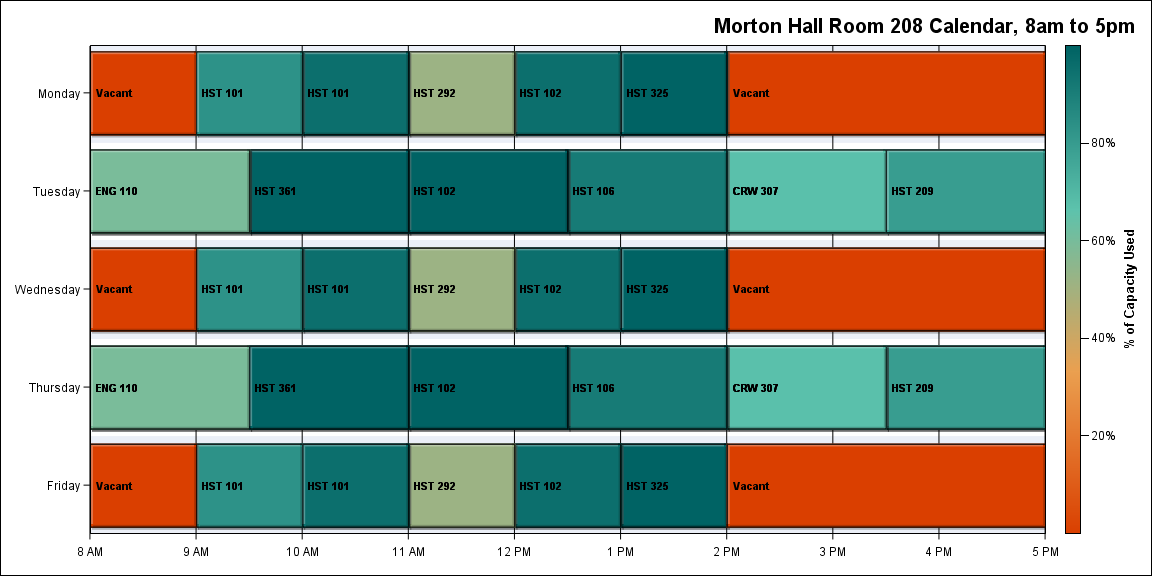 Morton Hall Room 208 Calendar, 8am to 5pm
Monday
Vacant
HST 101
HST 101
HST 292
HST 102
HST 325
Vacant
Tuesday
ENG 110
HST 361
HST 102
HST 106
CRW 307
HST 209
Wednesday
Vacant
HST 101
HST 101
HST 292
HST 102
HST 325
Vacant
Thursday
ENG 110
HST 361
HST 102
HST 106
CRW 307
HST 209
Friday
Vacant
HST 101
HST 101
HST 292
HST 102
HST 325
Vacant
8 AM
9 AM
10 AM
11 AM
12 PM
1 PM
2 PM
3 PM
4 PM
5 PM
80%
60%
40%
20%
% of Capacity Used